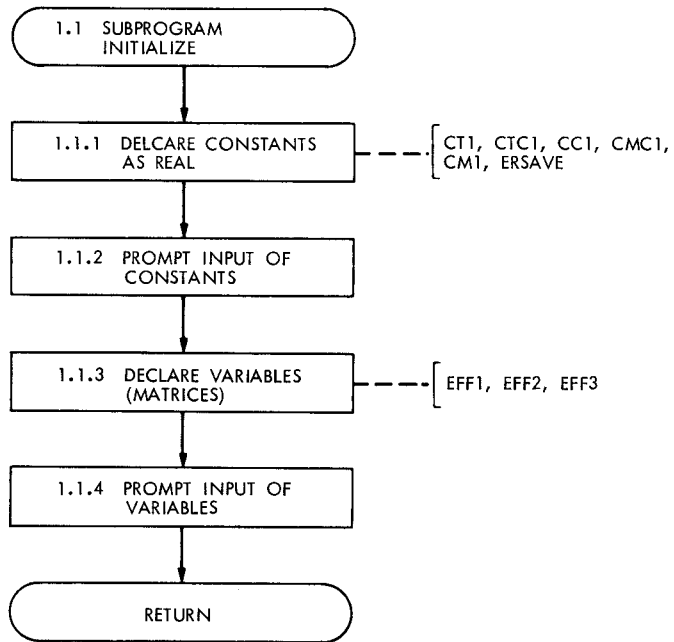 1.1 SUBPROGRAM
INITIALIZE
1.1.1 DELCARE CONSTANTS
AS REAL
CT1, CTC1, CC1, CMC1,
CM1, ERSAVE
1.1.2 PROMPT INPUT OF
CONSTANTS
1.1.3 DECLARE VARIABLES
(MATRICES)
EFF1, EFF2, EFF3
1.1.4 PROMPT INPUT OF
VARIABLES
RETURN